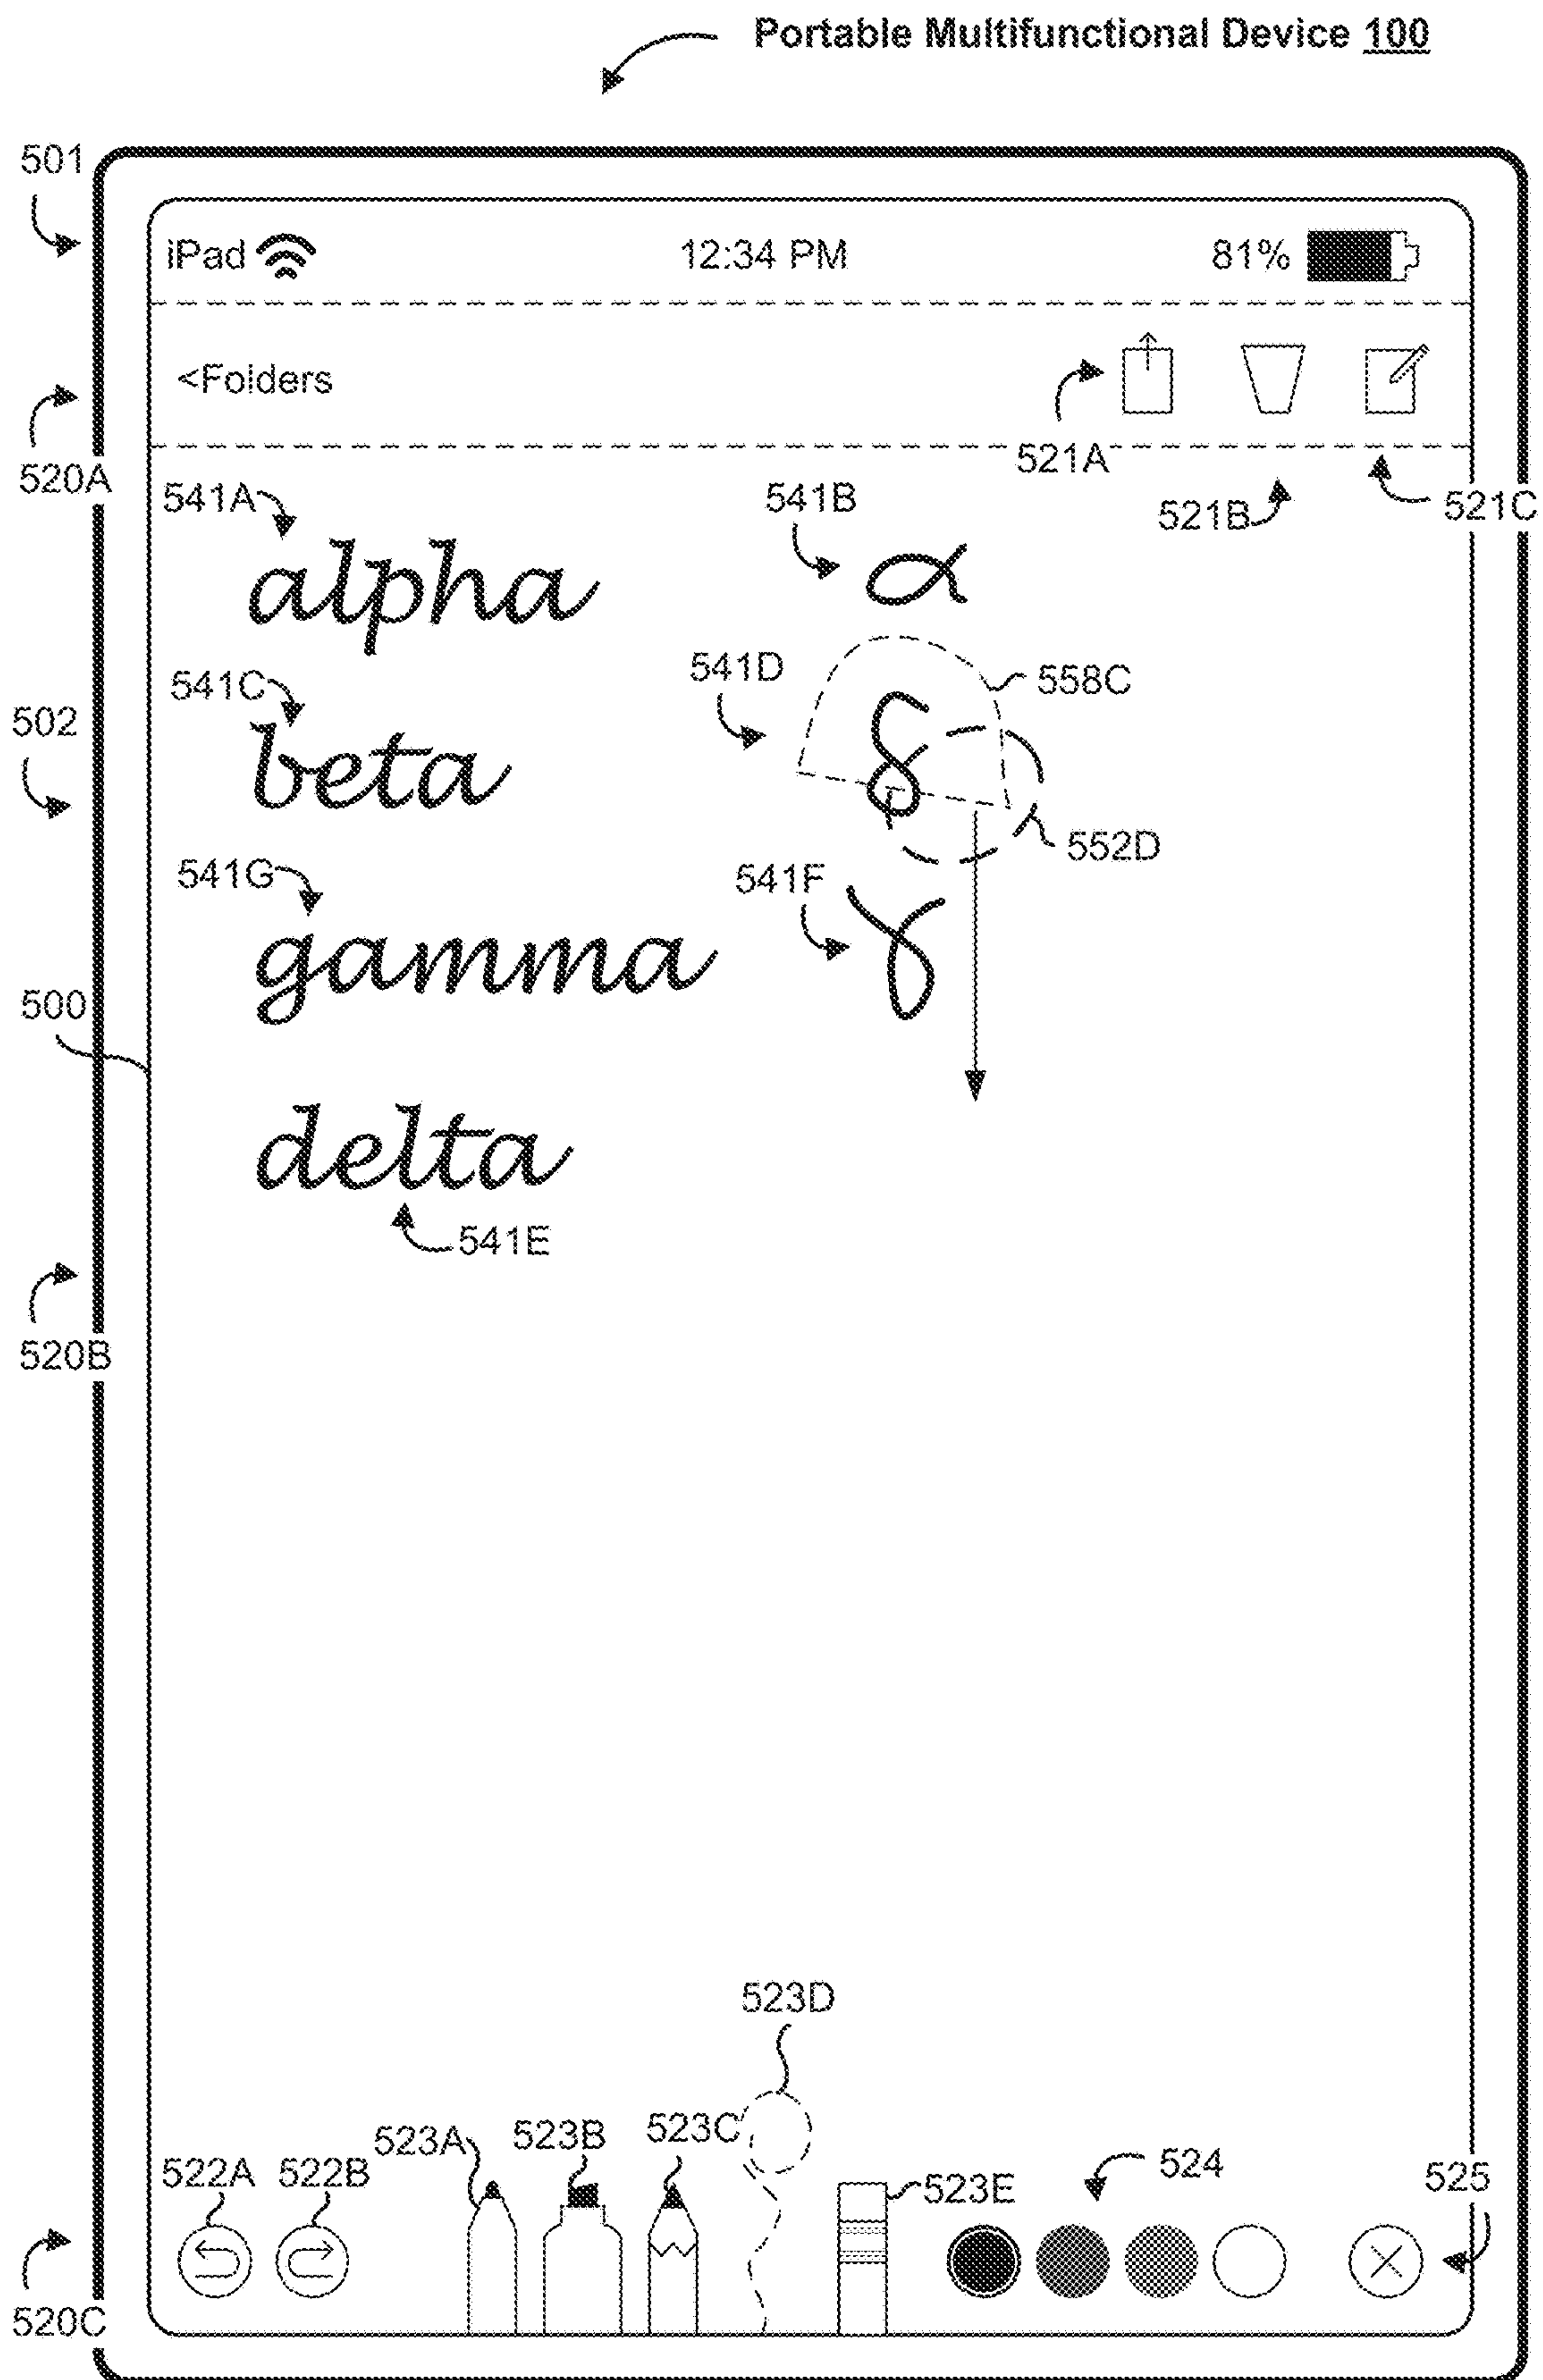 Portable Multifunctional Device 100
501
iPad 12:34 PM 81%
<Folders
520A 521A 521B 521C
541A 541B
alpha α
541C 541D 558C
502
beta δ
552D
541G 541F
gamma γ
500
delta
541E
520B
523D
523A 523B 523C
522A 522B 523E 524 525
520C